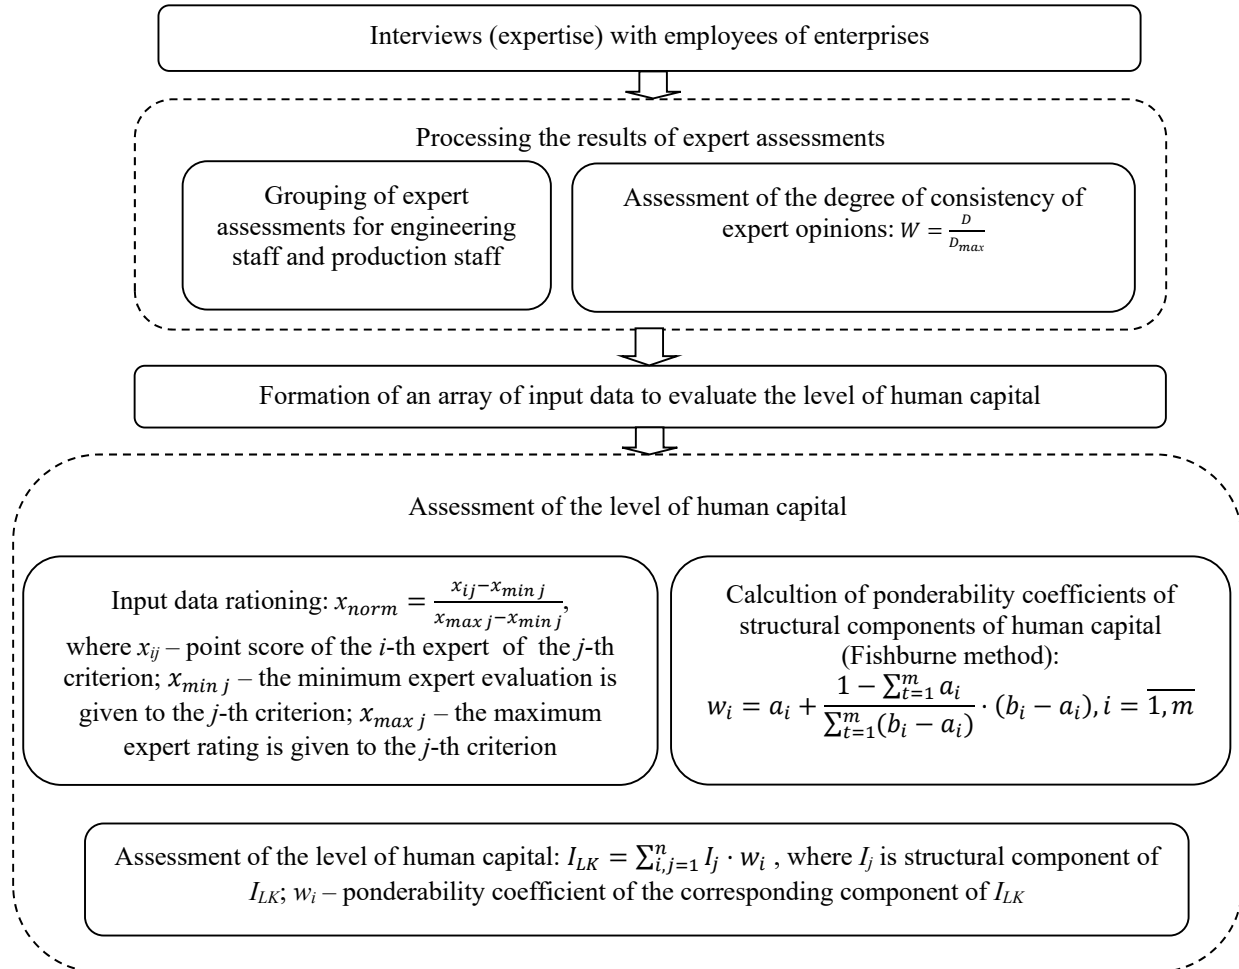 Interviews (expertise) with employees of enterprises
Processing the results of expert assessments
Grouping of expert
assessments for engineering
staff and production staff
Assessment of the degree of consistency of
expert opinions: W = D/D_max
Formation of an array of input data to evaluate the level of human capital
Assessment of the level of human capital
Input data rationing: x_norm = (x_ij−x_min j)/(x_max j−x_min j),
where x_ij – point score of the i-th expert of the j-th
criterion; x_min j – the minimum expert evaluation is
given to the j-th criterion; x_max j – the maximum
expert rating is given to the j-th criterion
Calcultion of ponderability coefficients of
structural components of human capital
(Fishburne method):
w_i = a_i + (1 − ∑_{t=1}^{m} a_i)/(∑_{t=1}^{m}(b_i − a_i)) · (b_i − a_i), i = \overline{1, m}
Assessment of the level of human capital: I_LK = ∑_{i,j=1}^{n} I_j · w_i , where I_j is structural component of
I_LK; w_i – ponderability coefficient of the corresponding component of I_LK